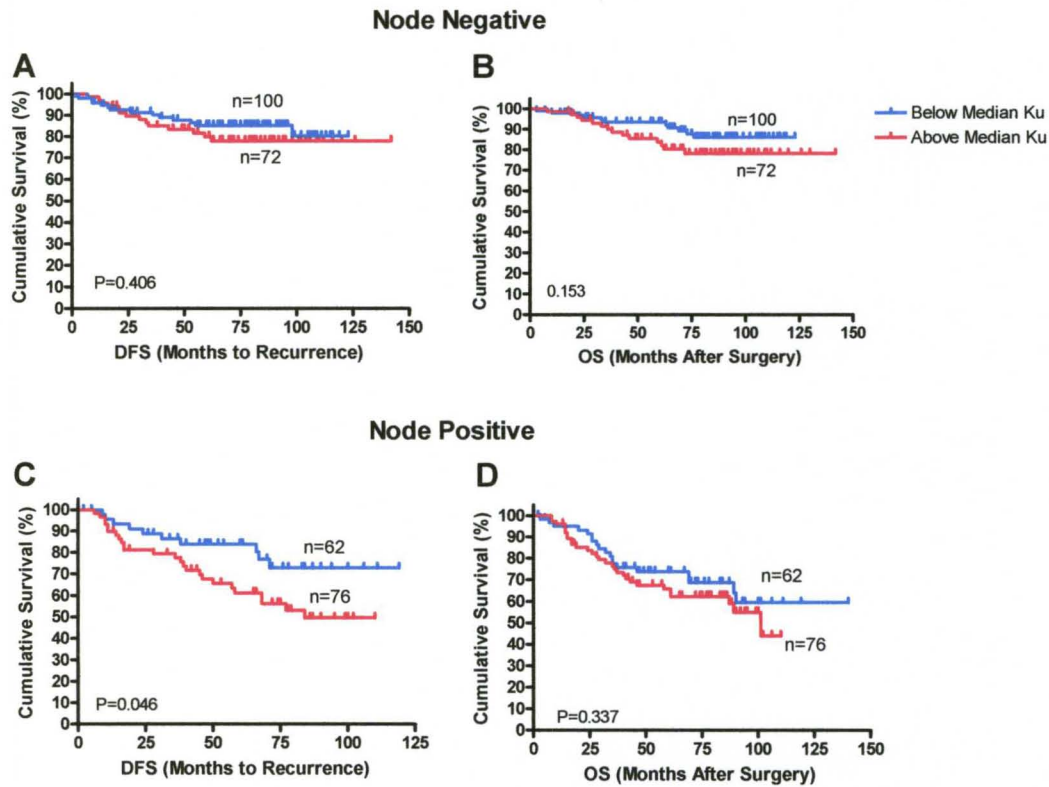 Node Negative
A
Cumulative Survival (%)
100
90
80
70
60
50
40
30
20
10
0
n=100
n=72
P=0.406
0 25 50 75 100 125 150
DFS (Months to Recurrence)
B
Cumulative Survival (%)
100
90
80
70
60
50
40
30
20
10
0
n=100
n=72
0.153
0 25 50 75 100 125 150
OS (Months After Surgery)
Below Median Ku
Above Median Ku
Node Positive
C
Cumulative Survival (%)
100
90
80
70
60
50
40
30
20
10
0
n=62
n=76
P=0.046
0 25 50 75 100 125
DFS (Months to Recurrence)
D
Cumulative Survival (%)
100
90
80
70
60
50
40
30
20
10
0
n=62
n=76
P=0.337
0 25 50 75 100 125 150
OS (Months After Surgery)